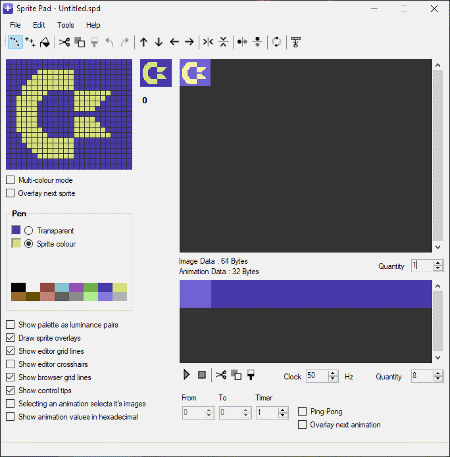 Sprite Pad - Untitled.spd
File Edit Tools Help
0
Multi-colour mode
Overlay next sprite
Pen
Transparent
Sprite colour
Show palette as luminance pairs
Draw sprite overlays
Show editor grid lines
Show editor crosshairs
Show browser grid lines
Show control tips
Selecting an animation selects it's images
Show animation values in hexadecimal
Image Data : 64 Bytes
Animation Data : 32 Bytes
Quantity 1
Clock 50 Hz Quantity 8
From To Timer
0 0 1
Ping-Pong
Overlay next animation